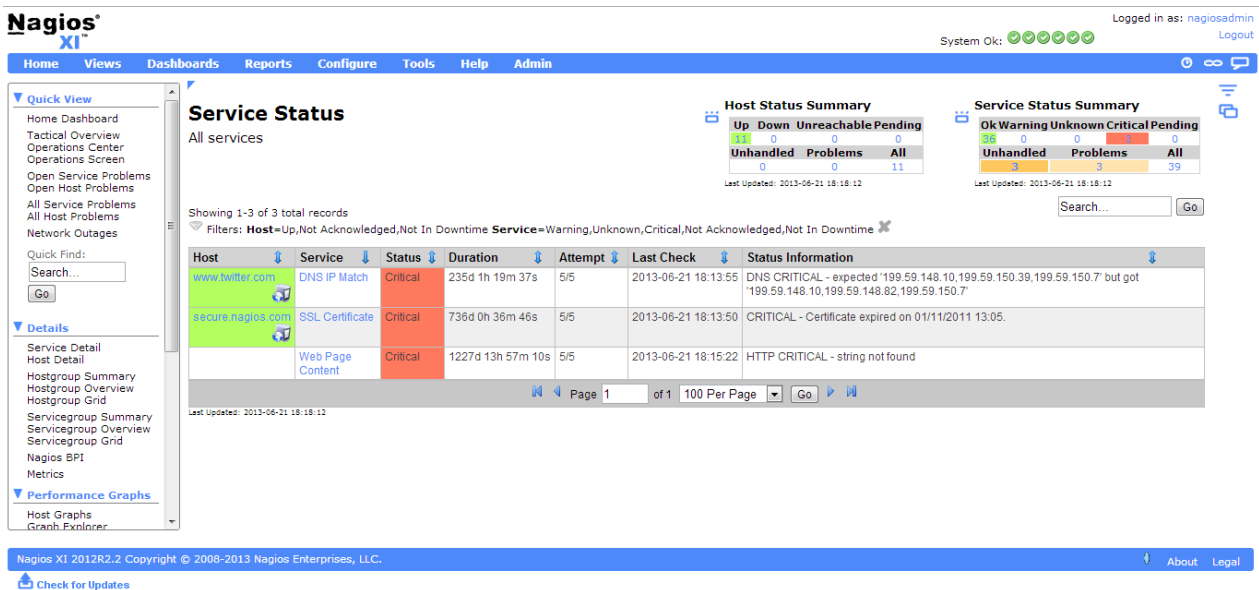 Nagios®
XI™
Logged in as: nagiosadmin
System Ok:
Logout
Home Views Dashboards Reports Configure Tools Help Admin
Quick View
Home Dashboard
Tactical Overview
Operations Center
Operations Screen
Open Service Problems
Open Host Problems
All Service Problems
All Host Problems
Network Outages
Quick Find:
Search...
Go
Details
Service Detail
Host Detail
Hostgroup Summary
Hostgroup Overview
Hostgroup Grid
Servicegroup Summary
Servicegroup Overview
Servicegroup Grid
Nagios BPI
Metrics
Performance Graphs
Host Graphs
Graph Explorer
Service Status
All services
Host Status Summary
Up Down Unreachable Pending
11 0 0 0
Unhandled Problems All
0 0 11
Last Updated: 2013-06-21 18:18:12
Service Status Summary
Ok Warning Unknown Critical Pending
36 0 0 3 0
Unhandled Problems All
3 3 39
Last Updated: 2013-06-21 18:18:12
Search... Go
Showing 1-3 of 3 total records
Filters: Host=Up,Not Acknowledged,Not In Downtime Service=Warning,Unknown,Critical,Not Acknowledged,Not In Downtime
Host Service Status Duration Attempt Last Check Status Information
www.twitter.com DNS IP Match Critical 235d 1h 19m 37s 5/5 2013-06-21 18:13:55 DNS CRITICAL - expected '199.59.148.10,199.59.150.39,199.59.150.7' but got
'199.59.148.10,199.59.148.82,199.59.150.7'
secure.nagios.com SSL Certificate Critical 736d 0h 36m 46s 5/5 2013-06-21 18:13:50 CRITICAL - Certificate expired on 01/11/2011 13:05.
Web Page Critical 1227d 13h 57m 10s 5/5 2013-06-21 18:15:22 HTTP CRITICAL - string not found
Content
Page 1 of 1 100 Per Page Go
Last Updated: 2013-06-21 18:18:12
Nagios XI 2012R2.2 Copyright © 2008-2013 Nagios Enterprises, LLC.
About Legal
Check for Updates